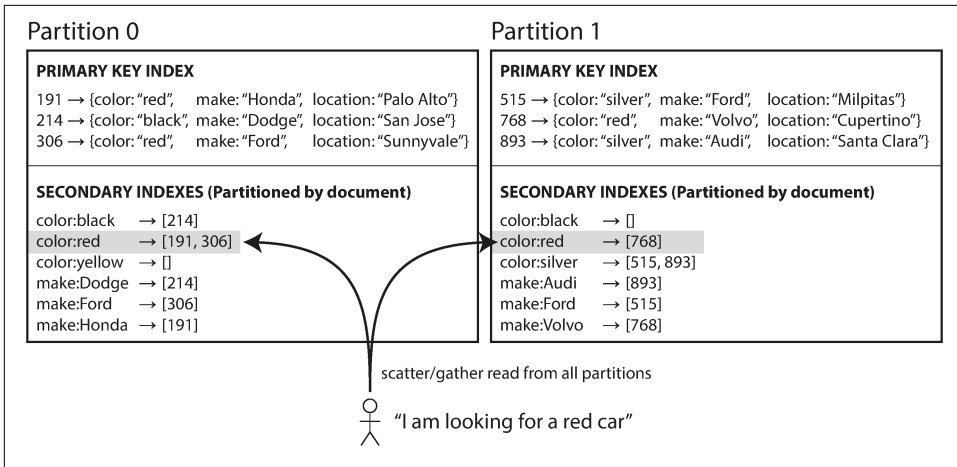 Partition 0
PRIMARY KEY INDEX
191 → {color: “red”, make: “Honda”, location: “Palo Alto”}
214 → {color: “black”, make: “Dodge”, location: “San Jose”}
306 → {color: “red”, make: “Ford”, location: “Sunnyvale”}
SECONDARY INDEXES (Partitioned by document)
color:black → [214]
color:red → [191, 306]
color:yellow → []
make:Dodge → [214]
make:Ford → [306]
make:Honda → [191]
Partition 1
PRIMARY KEY INDEX
515 → {color: “silver”, make: “Ford”, location: “Milpitas”}
768 → {color: “red”, make: “Volvo”, location: “Cupertino”}
893 → {color: “silver”, make: “Audi”, location: “Santa Clara”}
SECONDARY INDEXES (Partitioned by document)
color:black → []
color:red → [768]
color:silver → [515, 893]
make:Audi → [893]
make:Ford → [515]
make:Volvo → [768]
scatter/gather read from all partitions
“I am looking for a red car”